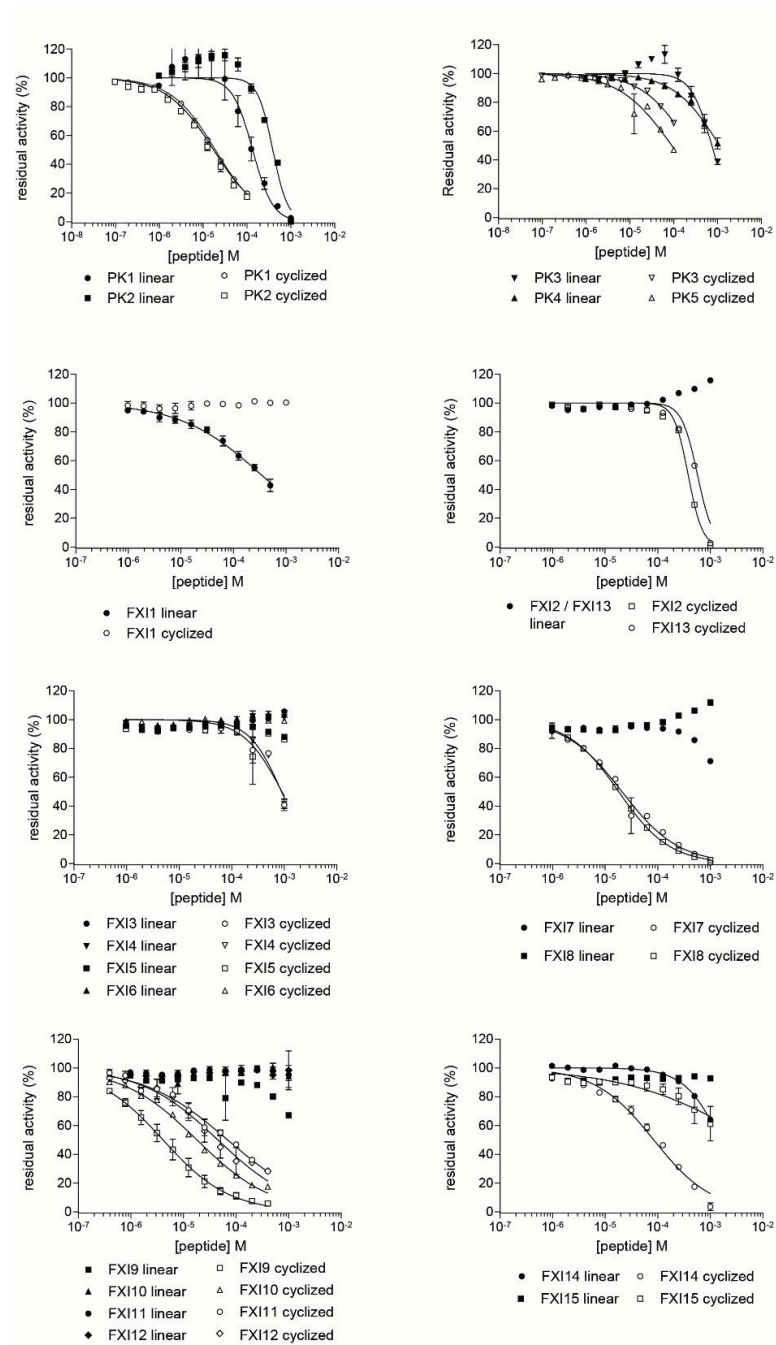 120
100
80
60
40
20
0
residual activity (%)
10-8 10-7 10-6 10-5 10-4 10-3 10-2
[peptide] M
PK1 linear PK1 cyclized
PK2 linear PK2 cyclized
120
100
80
60
40
20
0
Residual activity (%)
10-8 10-7 10-6 10-5 10-4 10-3 10-2
[peptide] M
PK3 linear PK3 cyclized
PK4 linear PK5 cyclized
120
100
80
60
40
20
0
residual activity (%)
10-7 10-6 10-5 10-4 10-3 10-2
[peptide] M
FXI1 linear
FXI1 cyclized
120
100
80
60
40
20
0
residual activity (%)
10-7 10-6 10-5 10-4 10-3 10-2
[peptide] M
FXI2 / FXI13 FXI2 cyclized
linear FXI13 cyclized
120
100
80
60
40
20
0
residual activity (%)
10-7 10-6 10-5 10-4 10-3 10-2
[peptide] M
FXI3 linear FXI3 cyclized
FXI4 linear FXI4 cyclized
FXI5 linear FXI5 cyclized
FXI6 linear FXI6 cyclized
120
100
80
60
40
20
0
residual activity (%)
10-7 10-6 10-5 10-4 10-3 10-2
[peptide] M
FXI7 linear FXI7 cyclized
FXI8 linear FXI8 cyclized
120
100
80
60
40
20
0
residual activity (%)
10-7 10-6 10-5 10-4 10-3 10-2
[peptide] M
FXI9 linear FXI9 cyclized
FXI10 linear FXI10 cyclized
FXI11 linear FXI11 cyclized
FXI12 linear FXI12 cyclized
120
100
80
60
40
20
0
residual activity (%)
10-7 10-6 10-5 10-4 10-3 10-2
[peptide] M
FXI14 linear FXI14 cyclized
FXI15 linear FXI15 cyclized